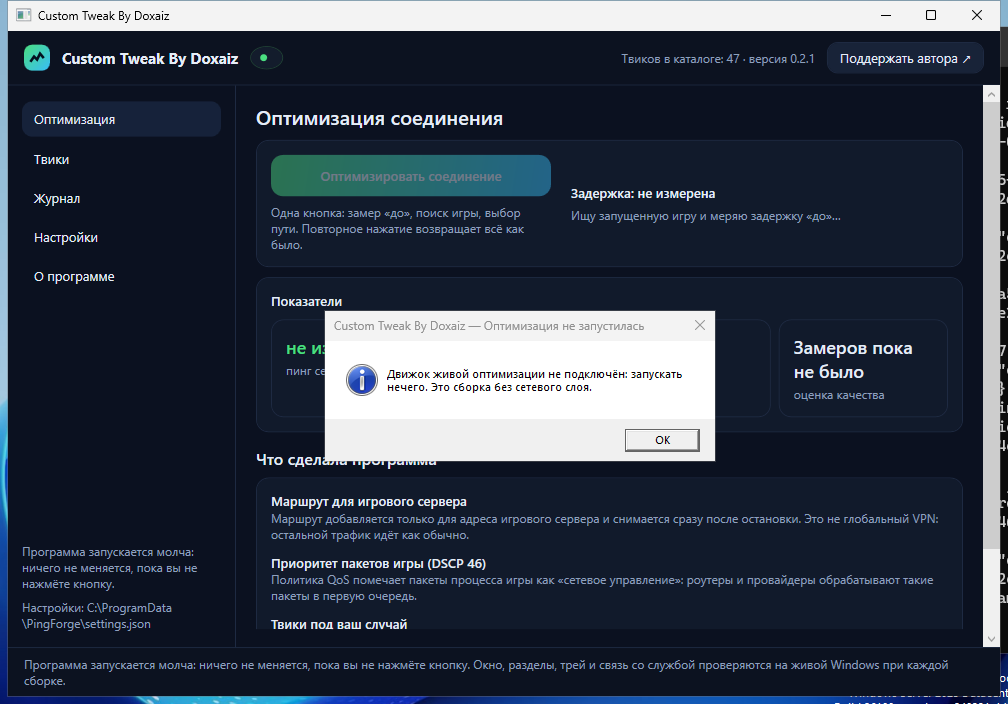 Custom Tweak By Doxaiz
Custom Tweak By Doxaiz
Твиков в каталоге: 47 · версия 0.2.1
Поддержать автора ↗
Оптимизация
Твики
Журнал
Настройки
О программе
Оптимизация соединения
Оптимизировать соединение
Одна кнопка: замер «до», поиск игры, выбор
пути. Повторное нажатие возвращает всё как
было.
Задержка: не измерена
Ищу запущенную игру и меряю задержку «до»...
Показатели
не из
пинг се
Замеров пока
не было
оценка качества
Custom Tweak By Doxaiz — Оптимизация не запустилась
Движок живой оптимизации не подключён: запускать
нечего. Это сборка без сетевого слоя.
OK
Что сделала программа
Маршрут для игрового сервера
Маршрут добавляется только для адреса игрового сервера и снимается сразу после остановки. Это не глобальный VPN:
остальной трафик идёт как обычно.
Приоритет пакетов игры (DSCP 46)
Политика QoS помечает пакеты процесса игры как «сетевое управление»: роутеры и провайдеры обрабатывают такие
пакеты в первую очередь.
Твики под ваш случай
Программа запускается молча:
ничего не меняется, пока вы не
нажмёте кнопку.
Настройки: C:\ProgramData
\PingForge\settings.json
Программа запускается молча: ничего не меняется, пока вы не нажмёте кнопку. Окно, разделы, трей и связь со службой проверяются на живой Windows при каждой
сборке.